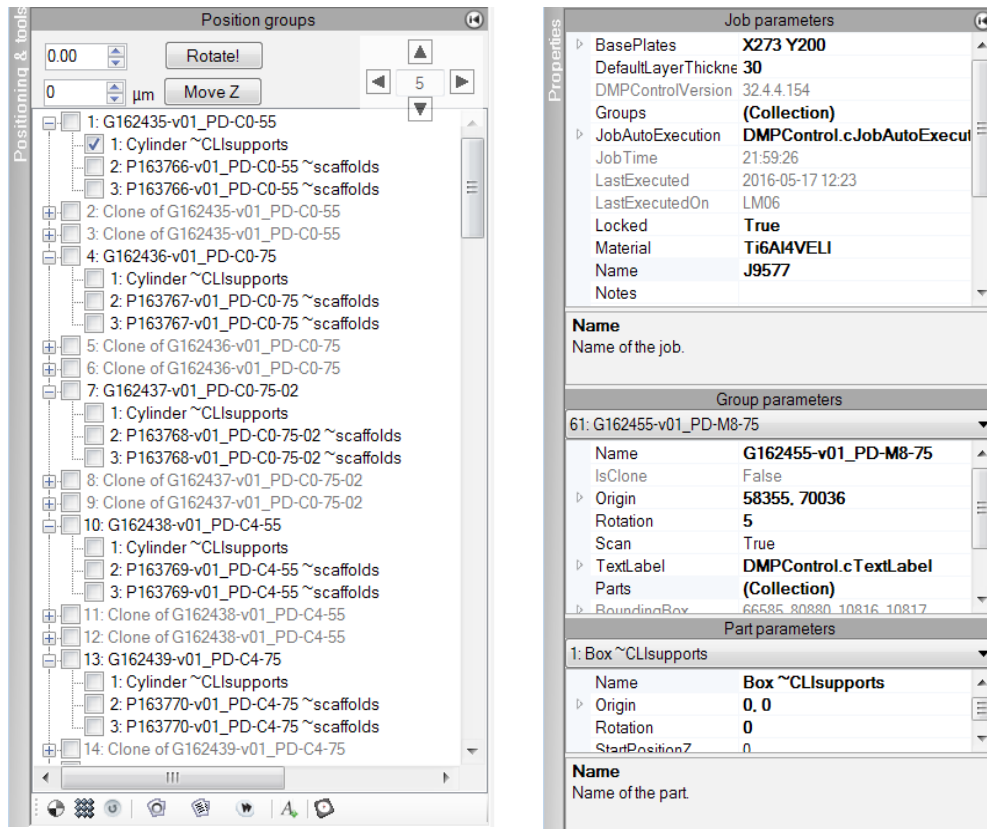 Positioning & tools
Position groups
0.00
Rotate!
0
µm
Move Z
5
1: G162435-v01_PD-C0-55
1: Cylinder ~CLIsupports
2: P163766-v01_PD-C0-55 ~scaffolds
3: P163766-v01_PD-C0-55 ~scaffolds
2: Clone of G162435-v01_PD-C0-55
3: Clone of G162435-v01_PD-C0-55
4: G162436-v01_PD-C0-75
1: Cylinder ~CLIsupports
2: P163767-v01_PD-C0-75 ~scaffolds
3: P163767-v01_PD-C0-75 ~scaffolds
5: Clone of G162436-v01_PD-C0-75
6: Clone of G162436-v01_PD-C0-75
7: G162437-v01_PD-C0-75-02
1: Cylinder ~CLIsupports
2: P163768-v01_PD-C0-75-02 ~scaffolds
3: P163768-v01_PD-C0-75-02 ~scaffolds
8: Clone of G162437-v01_PD-C0-75-02
9: Clone of G162437-v01_PD-C0-75-02
10: G162438-v01_PD-C4-55
1: Cylinder ~CLIsupports
2: P163769-v01_PD-C4-55 ~scaffolds
3: P163769-v01_PD-C4-55 ~scaffolds
11: Clone of G162438-v01_PD-C4-55
12: Clone of G162438-v01_PD-C4-55
13: G162439-v01_PD-C4-75
1: Cylinder ~CLIsupports
2: P163770-v01_PD-C4-75 ~scaffolds
3: P163770-v01_PD-C4-75 ~scaffolds
14: Clone of G162439-v01_PD-C4-75
Properties
Job parameters
BasePlates X273 Y200
DefaultLayerThickne 30
DMPControlVersion 32.4.4.154
Groups (Collection)
JobAutoExecution DMPControl.cJobAutoExecut
JobTime 21:59:26
LastExecuted 2016-05-17 12:23
LastExecutedOn LM06
Locked True
Material Ti6Al4VELI
Name J9577
Notes
Name
Name of the job.
Group parameters
61: G162455-v01_PD-M8-75
Name G162455-v01_PD-M8-75
IsClone False
Origin 58355, 70036
Rotation 5
Scan True
TextLabel DMPControl.cTextLabel
Parts (Collection)
BoundingBox 66585, 80880, 10816, 10817
Part parameters
1: Box ~CLIsupports
Name Box ~CLIsupports
Origin 0, 0
Rotation 0
StartPositionZ 0
Name
Name of the part.